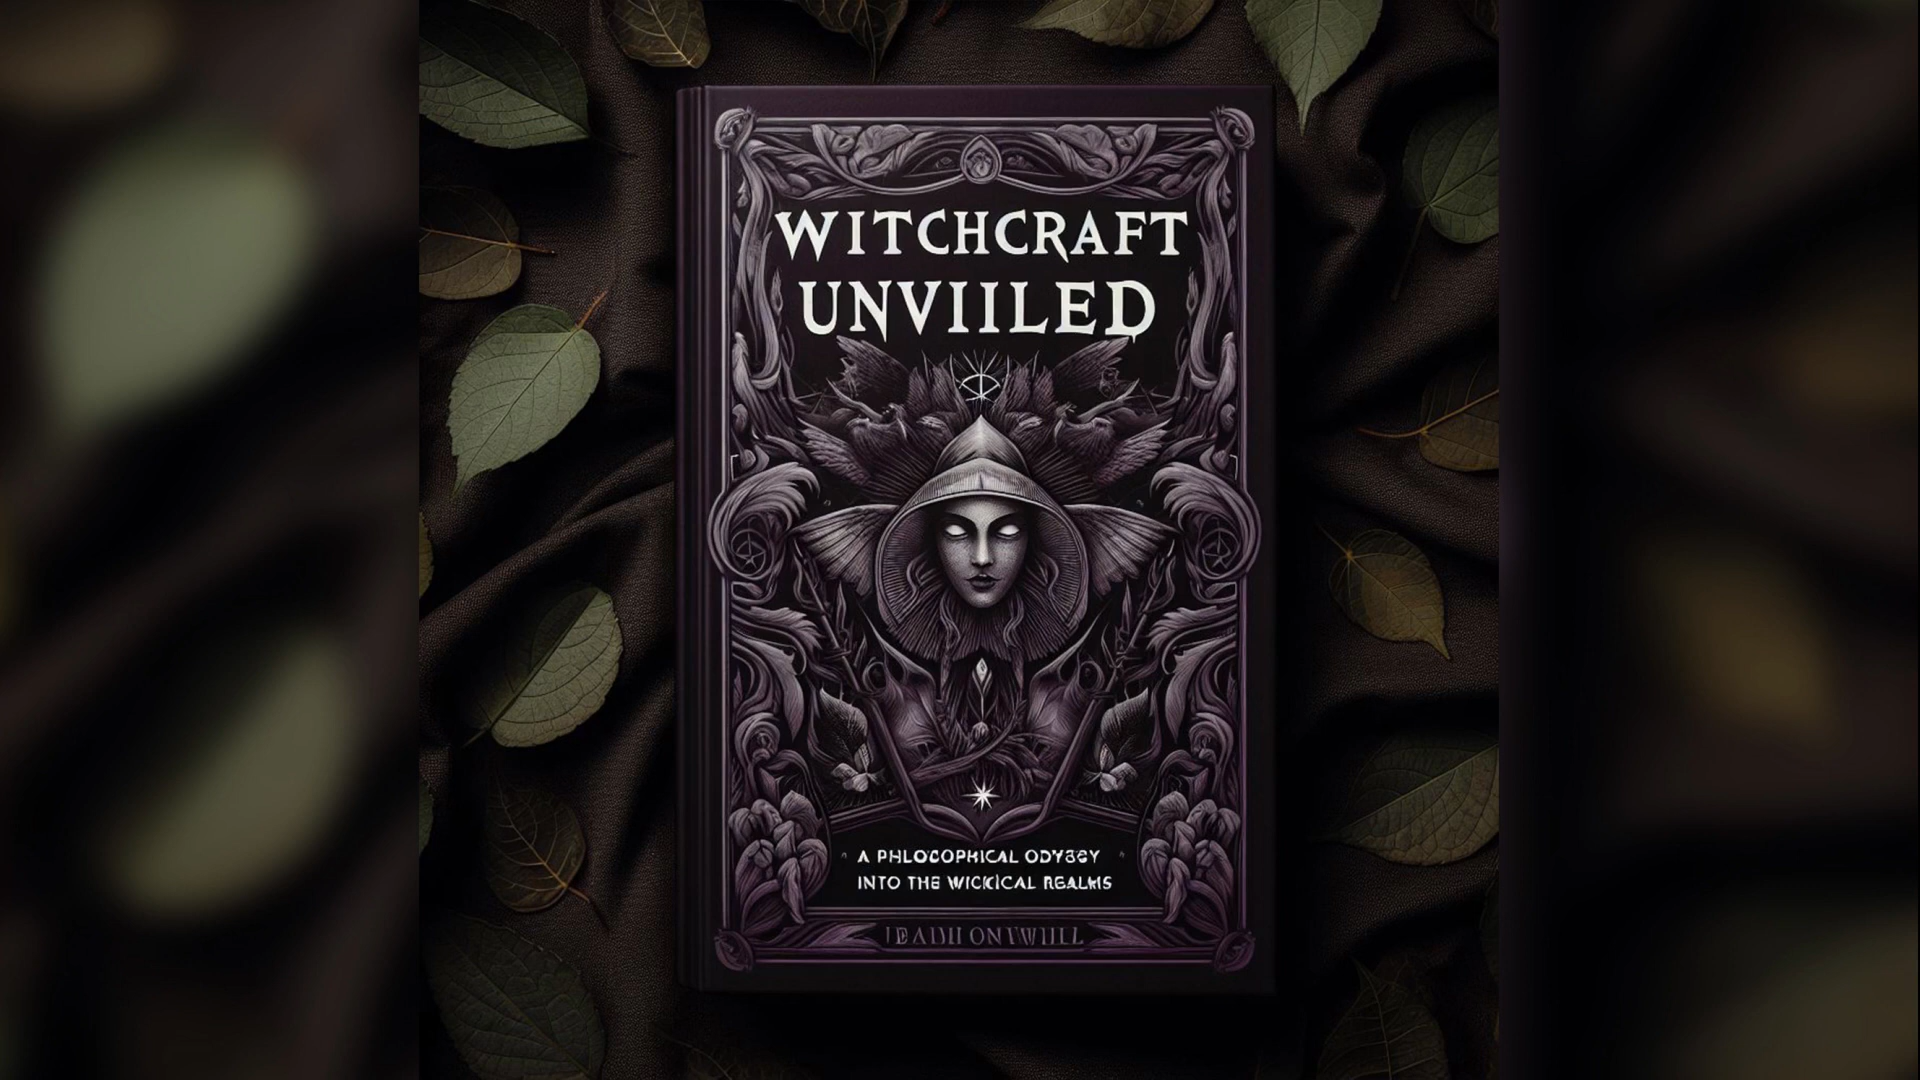 WITCHCRAFT
UNVIILED
A PHLOCOPHICAL ODYSSY
INTO THE WICKICAL REALMS